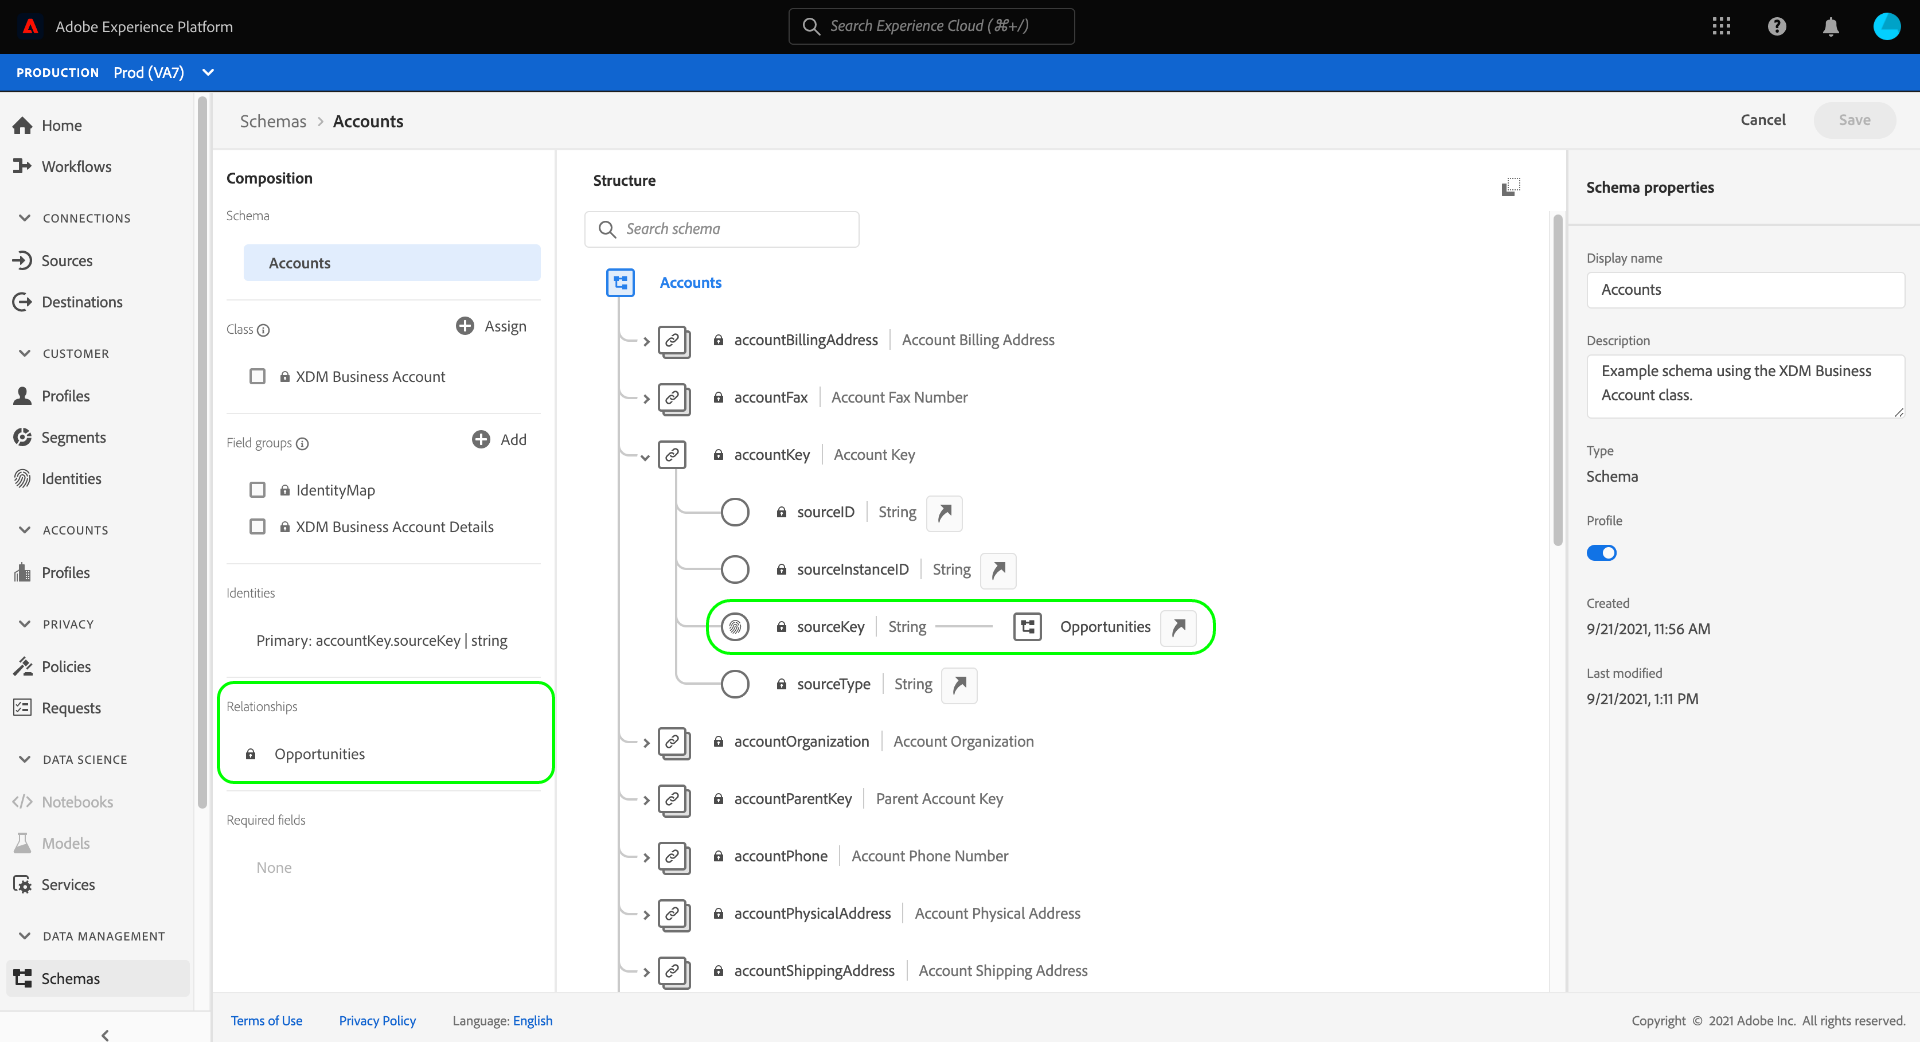 Adobe Experience Platform
Search Experience Cloud (⌘+/)
PRODUCTION Prod (VA7)
Home
Workflows
CONNECTIONS
Sources
Destinations
CUSTOMER
Profiles
Segments
Identities
ACCOUNTS
Profiles
PRIVACY
Policies
Requests
DATA SCIENCE
Notebooks
Models
Services
DATA MANAGEMENT
Schemas
Schemas > Accounts
Cancel
Save
Composition
Schema
Accounts
Class
Assign
XDM Business Account
Field groups
Add
IdentityMap
XDM Business Account Details
Identities
Primary: accountKey.sourceKey | string
Relationships
Opportunities
Required fields
None
Structure
Search schema
Accounts
accountBillingAddress | Account Billing Address
accountFax | Account Fax Number
accountKey | Account Key
sourceID | String
sourceInstanceID | String
sourceKey | String Opportunities
sourceType | String
accountOrganization | Account Organization
accountParentKey | Parent Account Key
accountPhone | Account Phone Number
accountPhysicalAddress | Account Physical Address
accountShippingAddress | Account Shipping Address
Schema properties
Display name
Accounts
Description
Example schema using the XDM Business
Account class.
Type
Schema
Profile
Created
9/21/2021, 11:56 AM
Last modified
9/21/2021, 1:11 PM
Terms of Use Privacy Policy Language: English
Copyright © 2021 Adobe Inc. All rights reserved.